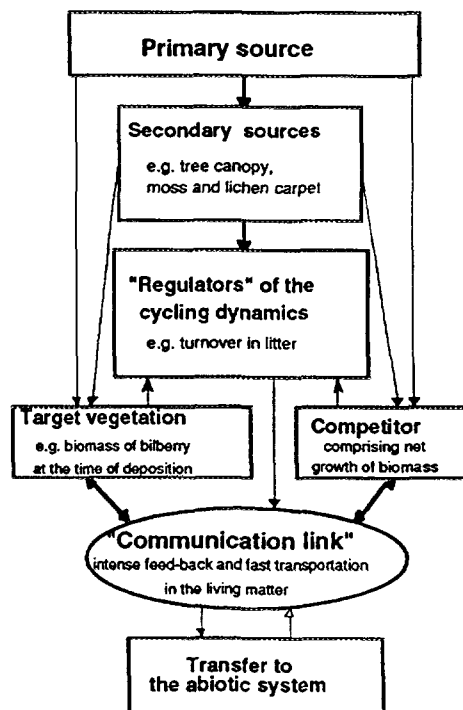 Primary source
Secondary sources
e.g. tree canopy,
moss and lichen carpet
"Regulators" of the
cycling dynamics
e.g. turnover in litter
Target vegetation
e.g. biomass of bilberry
at the time of deposition
Competitor
comprising net
growth of biomass
"Communication link"
intense feed-back and fast transportation
in the living matter
Transfer to
the abiotic system